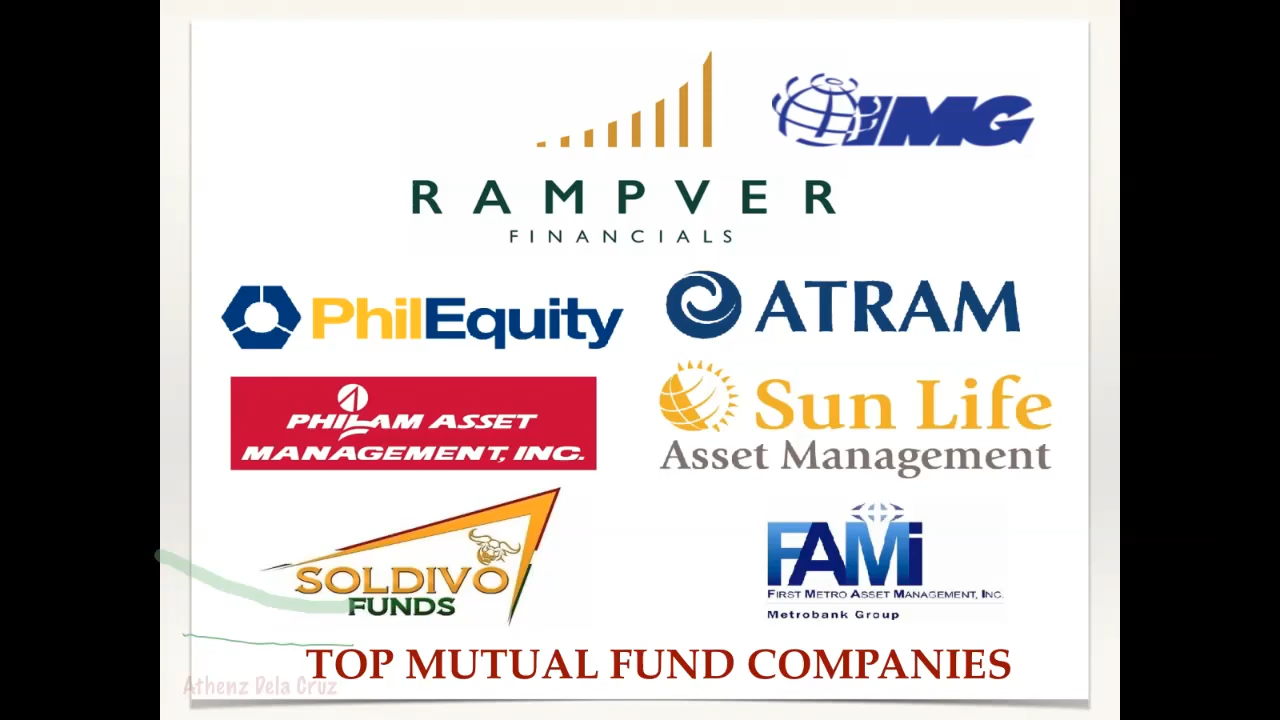 IMG
RAMPVER
FINANCIALS
PhilEquity
ATRAM
PHILAM ASSET
MANAGEMENT, INC.
Sun Life
Asset Management
SOLDIVO
FUNDS
FAMi
FIRST METRO ASSET MANAGEMENT, INC.
Metrobank Group
TOP MUTUAL FUND COMPANIES
Athenz Dela Cruz